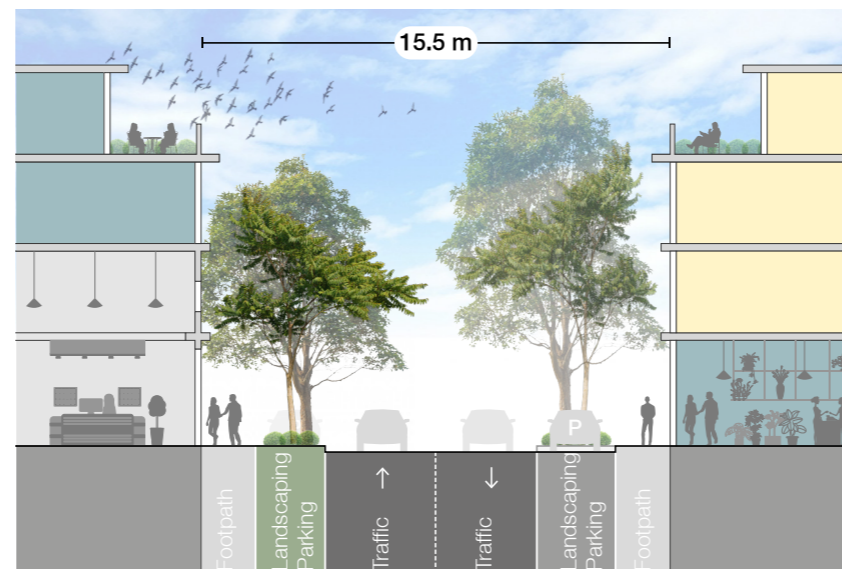 15.5 m
P
Footpath
Landscaping
Parking
↑
Traffic
↓
Traffic
Landscaping
Parking
Footpath